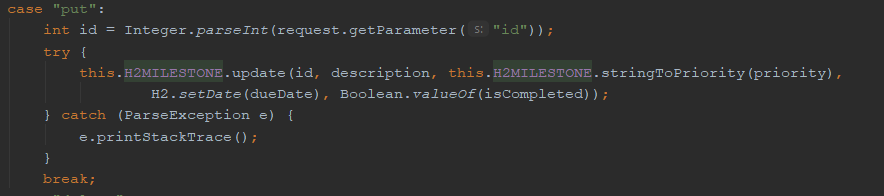 case "put":
int id = Integer.parseInt(request.getParameter( s: "id"));
try {
this.H2MILESTONE.update(id, description, this.H2MILESTONE.stringToPriority(priority),
H2.setDate(dueDate), Boolean.valueOf(isCompleted));
} catch (ParseException e) {
e.printStackTrace();
}
break;